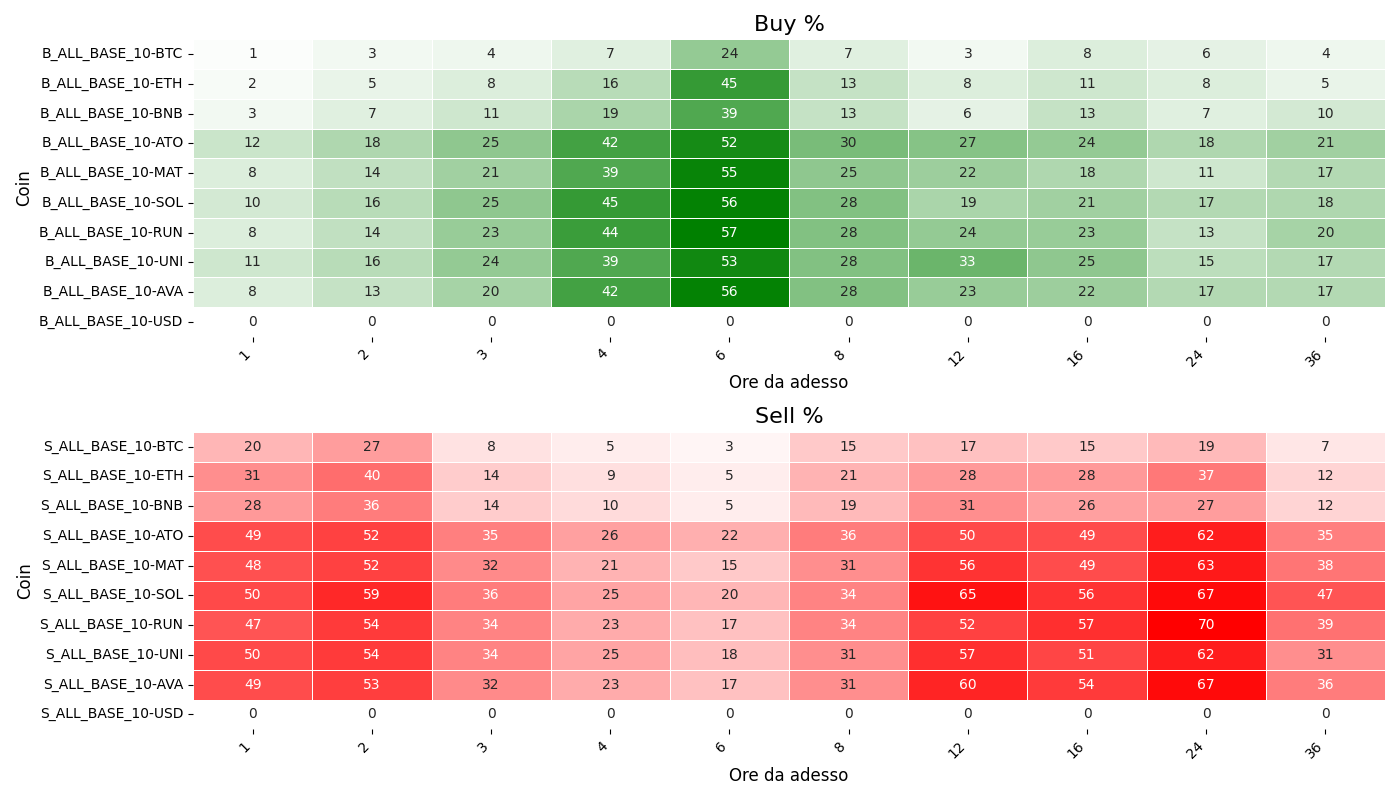 Buy %
Coin
B_ALL_BASE_10-BTC 1 3 4 7 24 7 3 8 6 4
B_ALL_BASE_10-ETH 2 5 8 16 45 13 8 11 8 5
B_ALL_BASE_10-BNB 3 7 11 19 39 13 6 13 7 10
B_ALL_BASE_10-ATO 12 18 25 42 52 30 27 24 18 21
B_ALL_BASE_10-MAT 8 14 21 39 55 25 22 18 11 17
B_ALL_BASE_10-SOL 10 16 25 45 56 28 19 21 17 18
B_ALL_BASE_10-RUN 8 14 23 44 57 28 24 23 13 20
B_ALL_BASE_10-UNI 11 16 24 39 53 28 33 25 15 17
B_ALL_BASE_10-AVA 8 13 20 42 56 28 23 22 17 17
B_ALL_BASE_10-USD 0 0 0 0 0 0 0 0 0 0
1 2 3 4 6 8 12 16 24 36
Ore da adesso
Sell %
Coin
S_ALL_BASE_10-BTC 20 27 8 5 3 15 17 15 19 7
S_ALL_BASE_10-ETH 31 40 14 9 5 21 28 28 37 12
S_ALL_BASE_10-BNB 28 36 14 10 5 19 31 26 27 12
S_ALL_BASE_10-ATO 49 52 35 26 22 36 50 49 62 35
S_ALL_BASE_10-MAT 48 52 32 21 15 31 56 49 63 38
S_ALL_BASE_10-SOL 50 59 36 25 20 34 65 56 67 47
S_ALL_BASE_10-RUN 47 54 34 23 17 34 52 57 70 39
S_ALL_BASE_10-UNI 50 54 34 25 18 31 57 51 62 31
S_ALL_BASE_10-AVA 49 53 32 23 17 31 60 54 67 36
S_ALL_BASE_10-USD 0 0 0 0 0 0 0 0 0 0
1 2 3 4 6 8 12 16 24 36
Ore da adesso